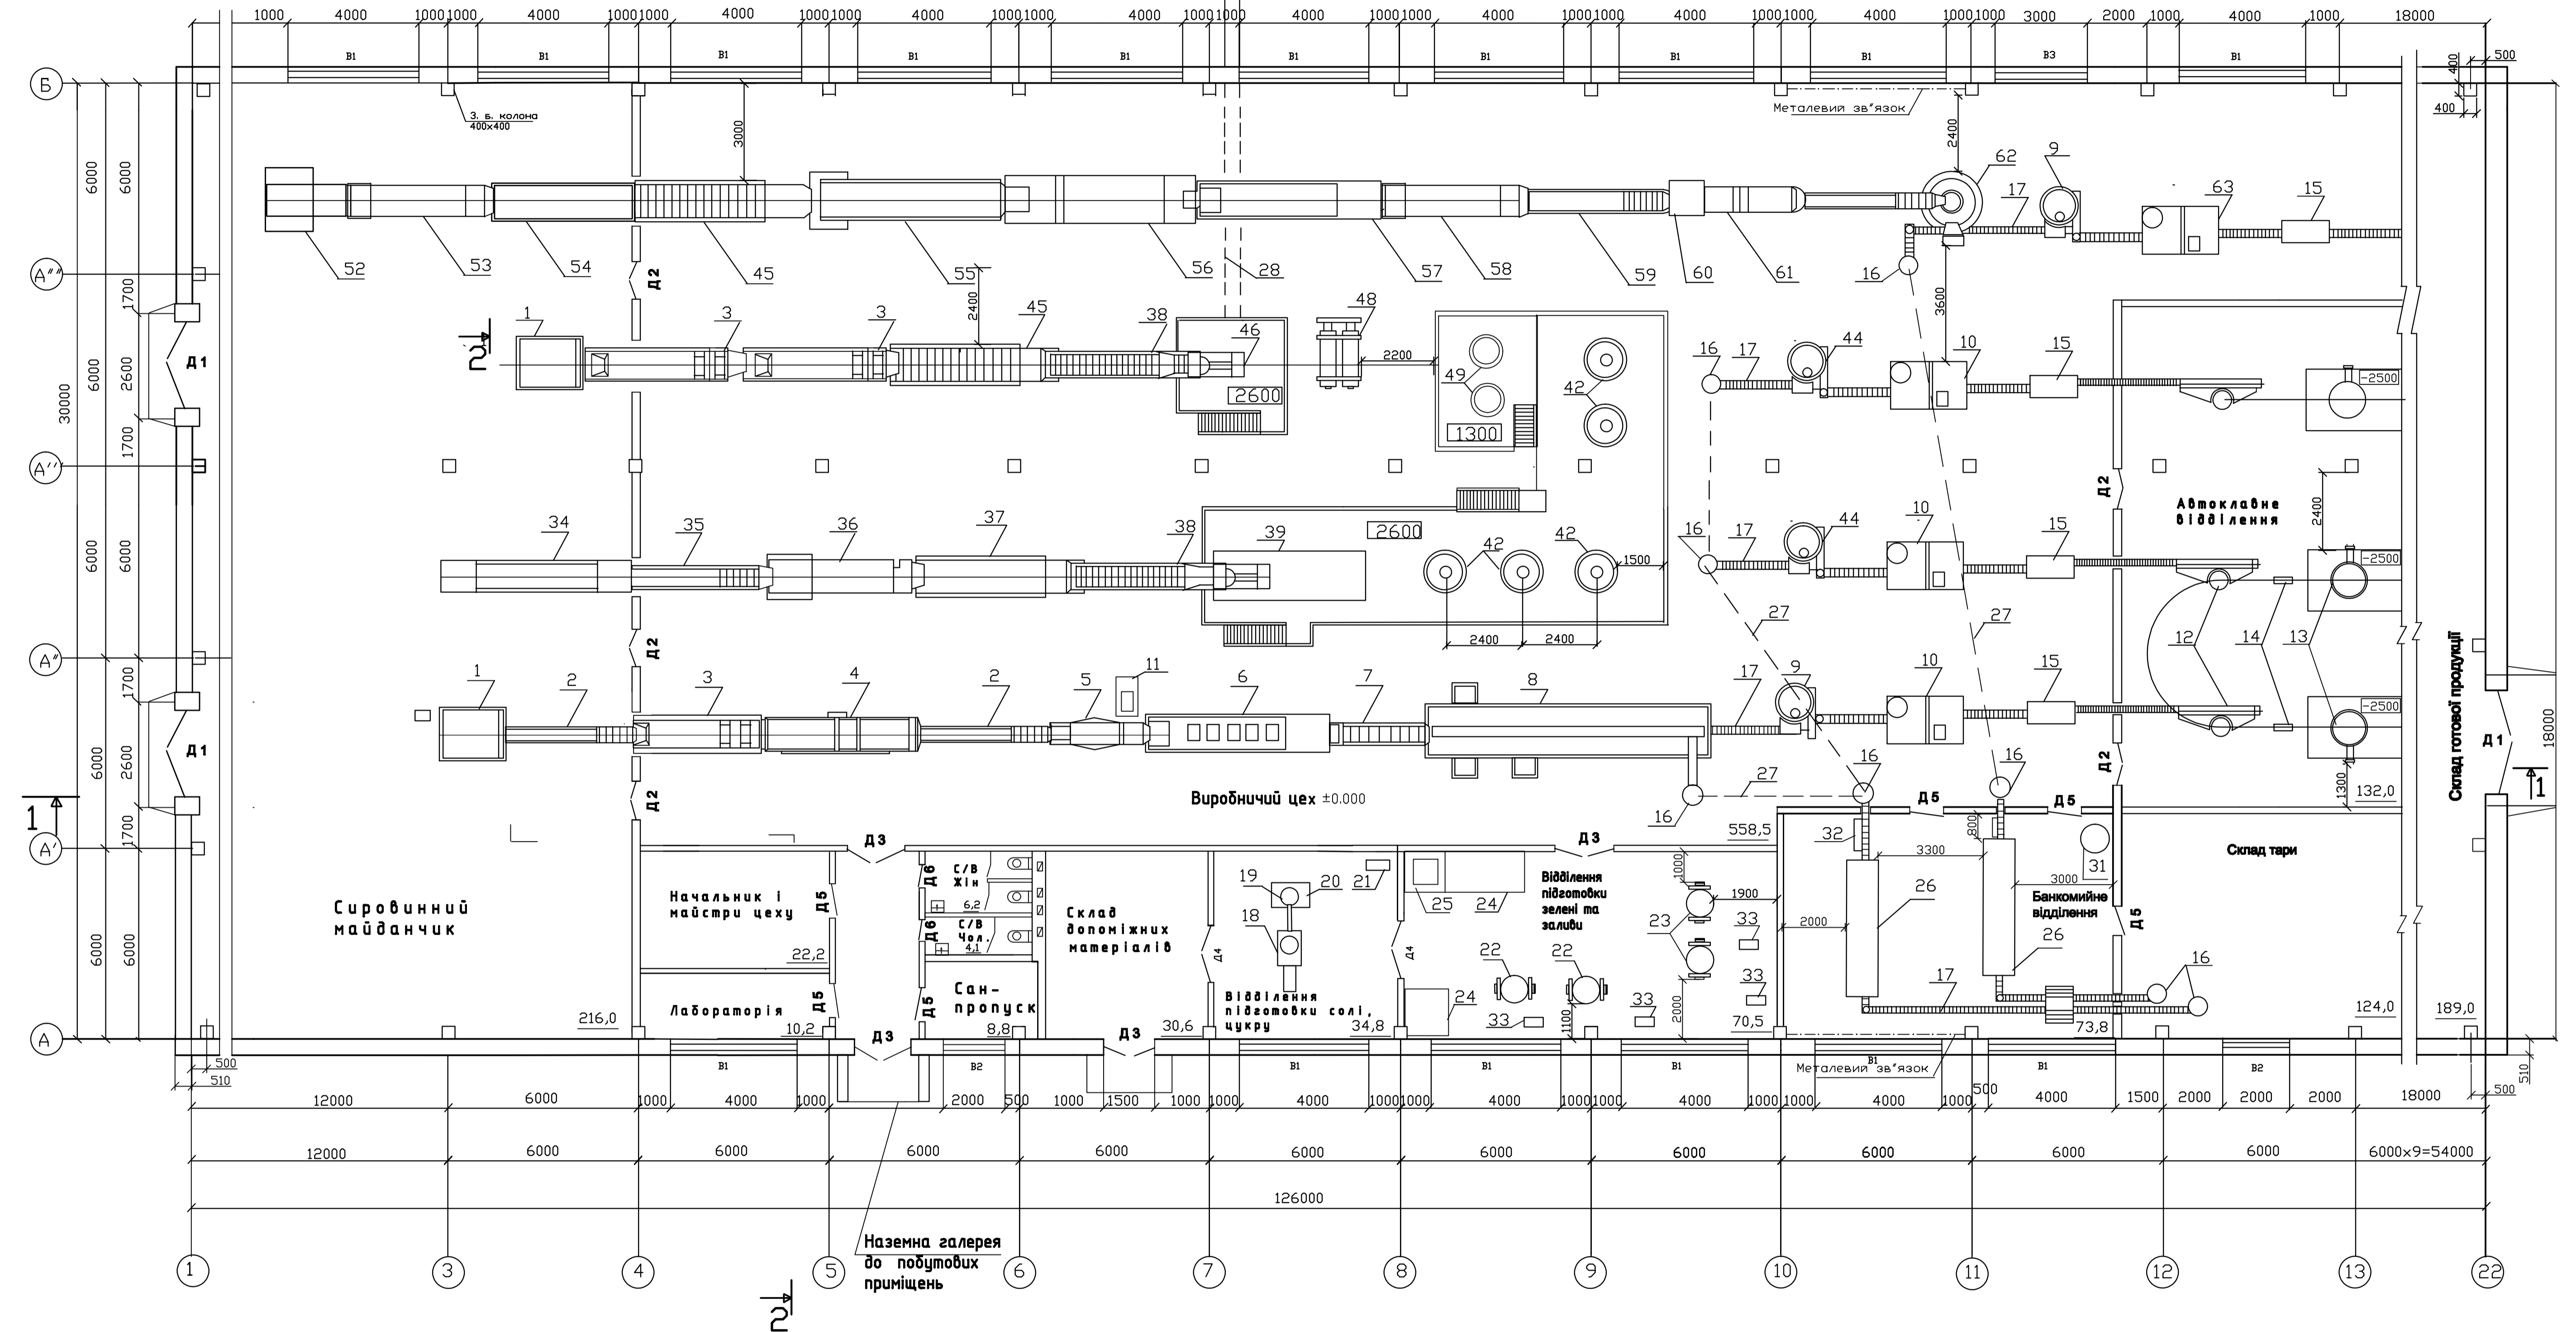 1000 4000 1000 1000 4000 1000 1000 4000 1000 1000 4000 1000 1000 4000 1000 1000 4000 1000 1000 4000 1000 1000 4000 1000 1000 4000 1000 1000 3000 2000 1000 4000 1000 18000
В1 В1 В1 В1 В1 В1 В1 В1 В1 В3 В1
500
400
400
Б
З. б. колона
400х400
3000
Металевий зв"язок
2400
62 9
17 63 15
52 53 54 45 55 56 28 57 58 59 60 61 16
А""
Д2
6000 6000
1700
2600
1700
30000
6000
Д1
2
1 3 3 2400 45 38 46 48
2200
2600
49 42
1300
3600
16 17 44 10 15
-2500
А''
34 35 36 37 38 39
2600
42 42
1500
2400 2400
16 17 44 10 15
Д2
Автоклавне
відділення
2400
-2500
27 27
12 14 13
6000 6000
А"
Д2
1700
2600
1700
6000
Д1
1 2 3 4 2 5 11 6 7 8 17 9 10 15
-2500
Д2
Д2
Виробничий цех ±0.000
16 27 16 16
1300
132,0
Склад готової продукції
Д1
18000
1
1
А'
Д3 Д3
558,5
Д5 Д5
32 800
3300
31
Склад тари
6000 6000
Сировинний
майданчик
216,0
Начальник і
майстри цеху
22,2
Д5
Лабораторія
10,2
Д5
Д6
С/В
Жін
6,2
Д6
С/В
Чол.
4,1
Д5
Сан-
пропуск
8,8
Д3
Склад
допоміжних
матеріалів
30,6
Д3
Д4
19 20
18
21
Відділення
підготовки солі,
цукру
34,8
Д4
25 24
24
Відділення
підготовки
зелені та
заливи
22 22
1100
33 33 33 33
23
1000
1900
2000
70,5
2000
26
3000
Банкомийне
відділення
26
Д5
17
16
73,8
124,0
189,0
А
500
510
В1 В2 В1 В1 В1 В1 В1 В2
Металевий зв"язок
510
500
12000 6000 1000 4000 1000 2000 500 1000 1500 1000 1000 4000 1000 1000 4000 1000 1000 4000 1000 1000 4000 1000 500 4000 1500 2000 2000 2000 18000
12000 6000 6000 6000 6000 6000 6000 6000 6000 6000 6000 6000х9=54000
126000
Наземна галерея
до побутових
приміщень
1 3 4 5 6 7 8 9 10 11 12 13 22
2